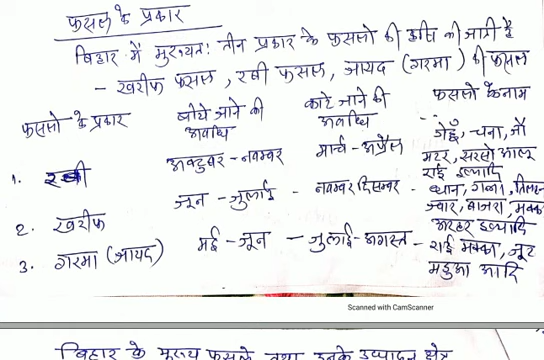 फसल के प्रकार
बिहार में मुख्यतः तीन प्रकार के फसलों की कृषि की जाती है
- खरीफ फसल, रबी फसल, जायद (गरमा) की फसल
फसलों के प्रकार बोये जाने की अवधि काटे जाने की अवधि फसलों के नाम
1. रबी अक्टुबर - नवम्बर मार्च - अप्रैल गेहूँ, चना, जौ
मटर, सरसो आलू
राई इत्यादि
2. खरीफ जून - जुलाई - नवम्बर दिसम्बर - धान, गन्ना, तिल
ज्वार, बाजरा, मक्का
अरहर इत्यादि
3. गरमा (जायद) मई - जून - जुलाई - अगस्त - राई मक्का, जूट
मडुआ आदि
Scanned with CamScanner
बिहार के मुख्य फसलें तथा उनके उत्पादन क्षेत्र